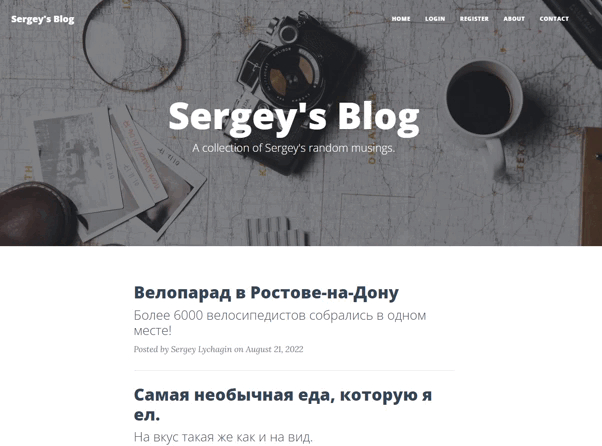 Sergey's Blog
HOME LOGIN REGISTER ABOUT CONTACT
Sergey's Blog
A collection of Sergey's random musings.
Велопарад в Ростове-на-Дону
Более 6000 велосипедистов собрались в одном
месте!
Posted by Sergey Lychagin on August 21, 2022
Самая необычная еда, которую я
ел.
На вкус такая же как и на вид.